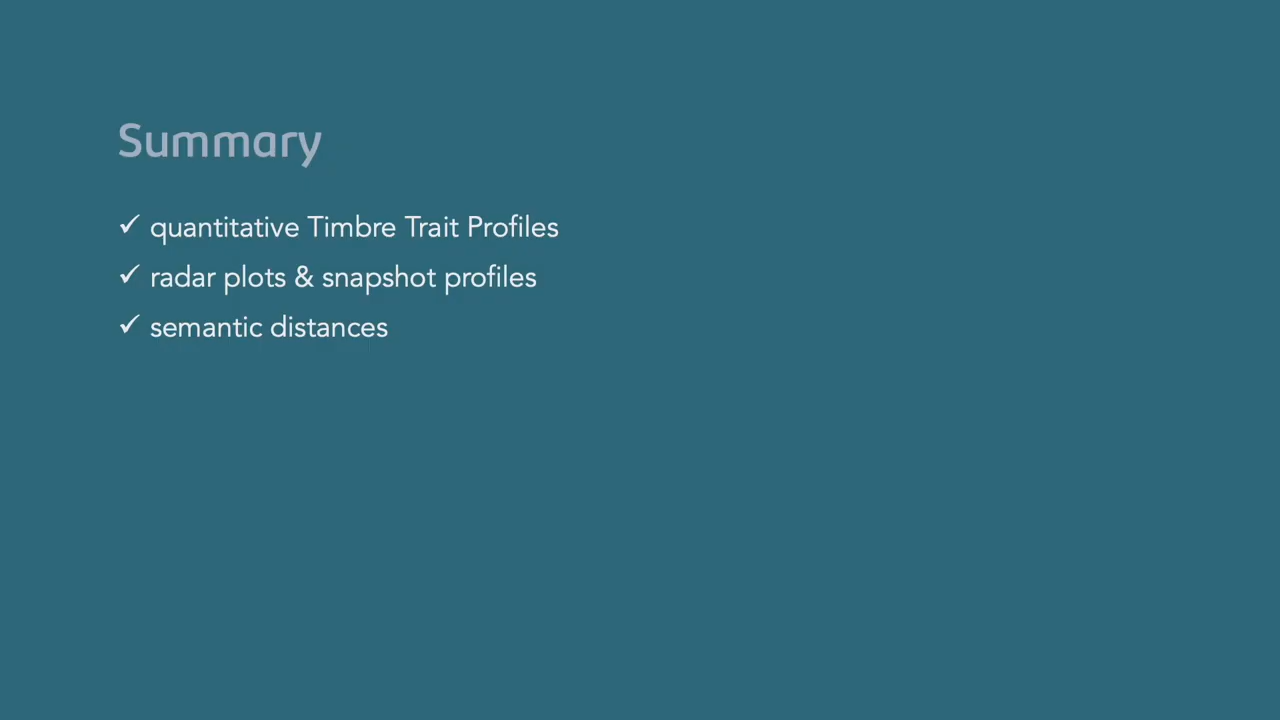 Summary
✓ quantitative Timbre Trait Profiles
✓ radar plots & snapshot profiles
✓ semantic distances